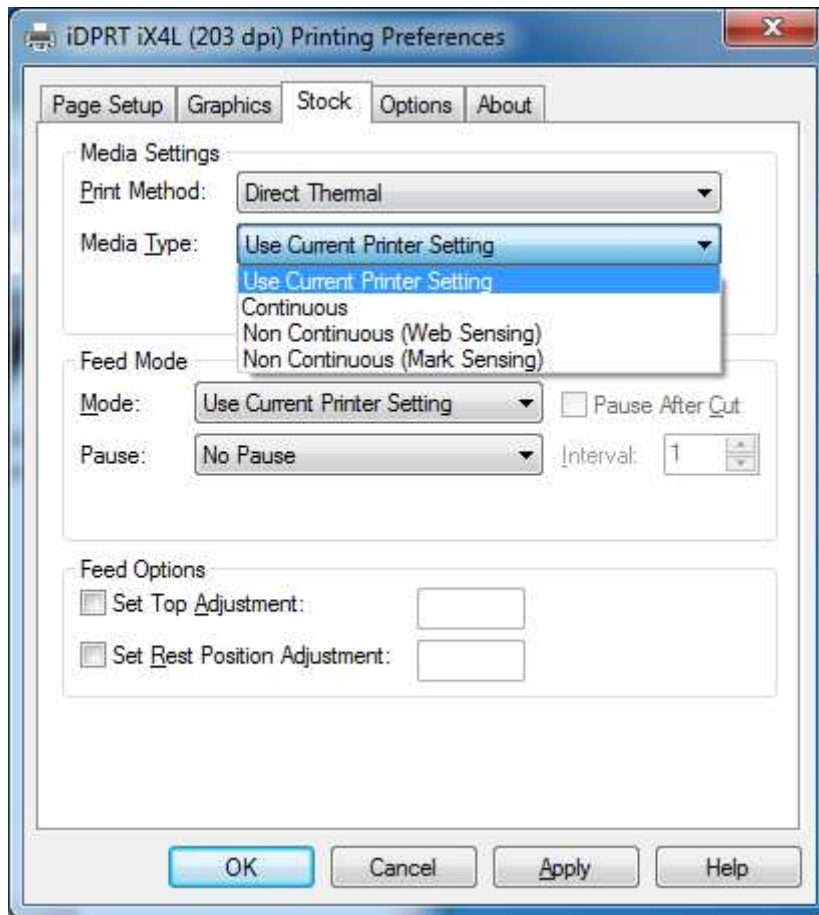 iDPRT iX4L (203 dpi) Printing Preferences
Page Setup Graphics Stock Options About
Media Settings
Print Method: Direct Thermal
Media Type: Use Current Printer Setting
Use Current Printer Setting
Continuous
Non Continuous (Web Sensing)
Non Continuous (Mark Sensing)
Feed Mode
Mode: Use Current Printer Setting Pause After Cut
Pause: No Pause Interval: 1
Feed Options
Set Top Adjustment:
Set Rest Position Adjustment:
OK Cancel Apply Help